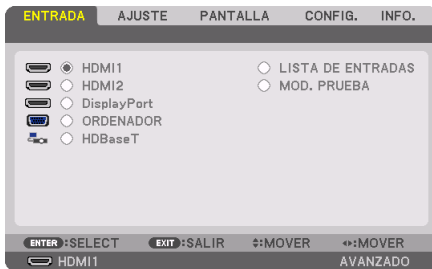 ENTRADA AJUSTE PANTALLA CONFIG. INFO.
HDMI1 LISTA DE ENTRADAS
HDMI2 MOD. PRUEBA
DisplayPort
ORDENADOR
HDBaseT
ENTER:SELECT EXIT:SALIR ⬍:MOVER ⬌:MOVER
HDMI1 AVANZADO